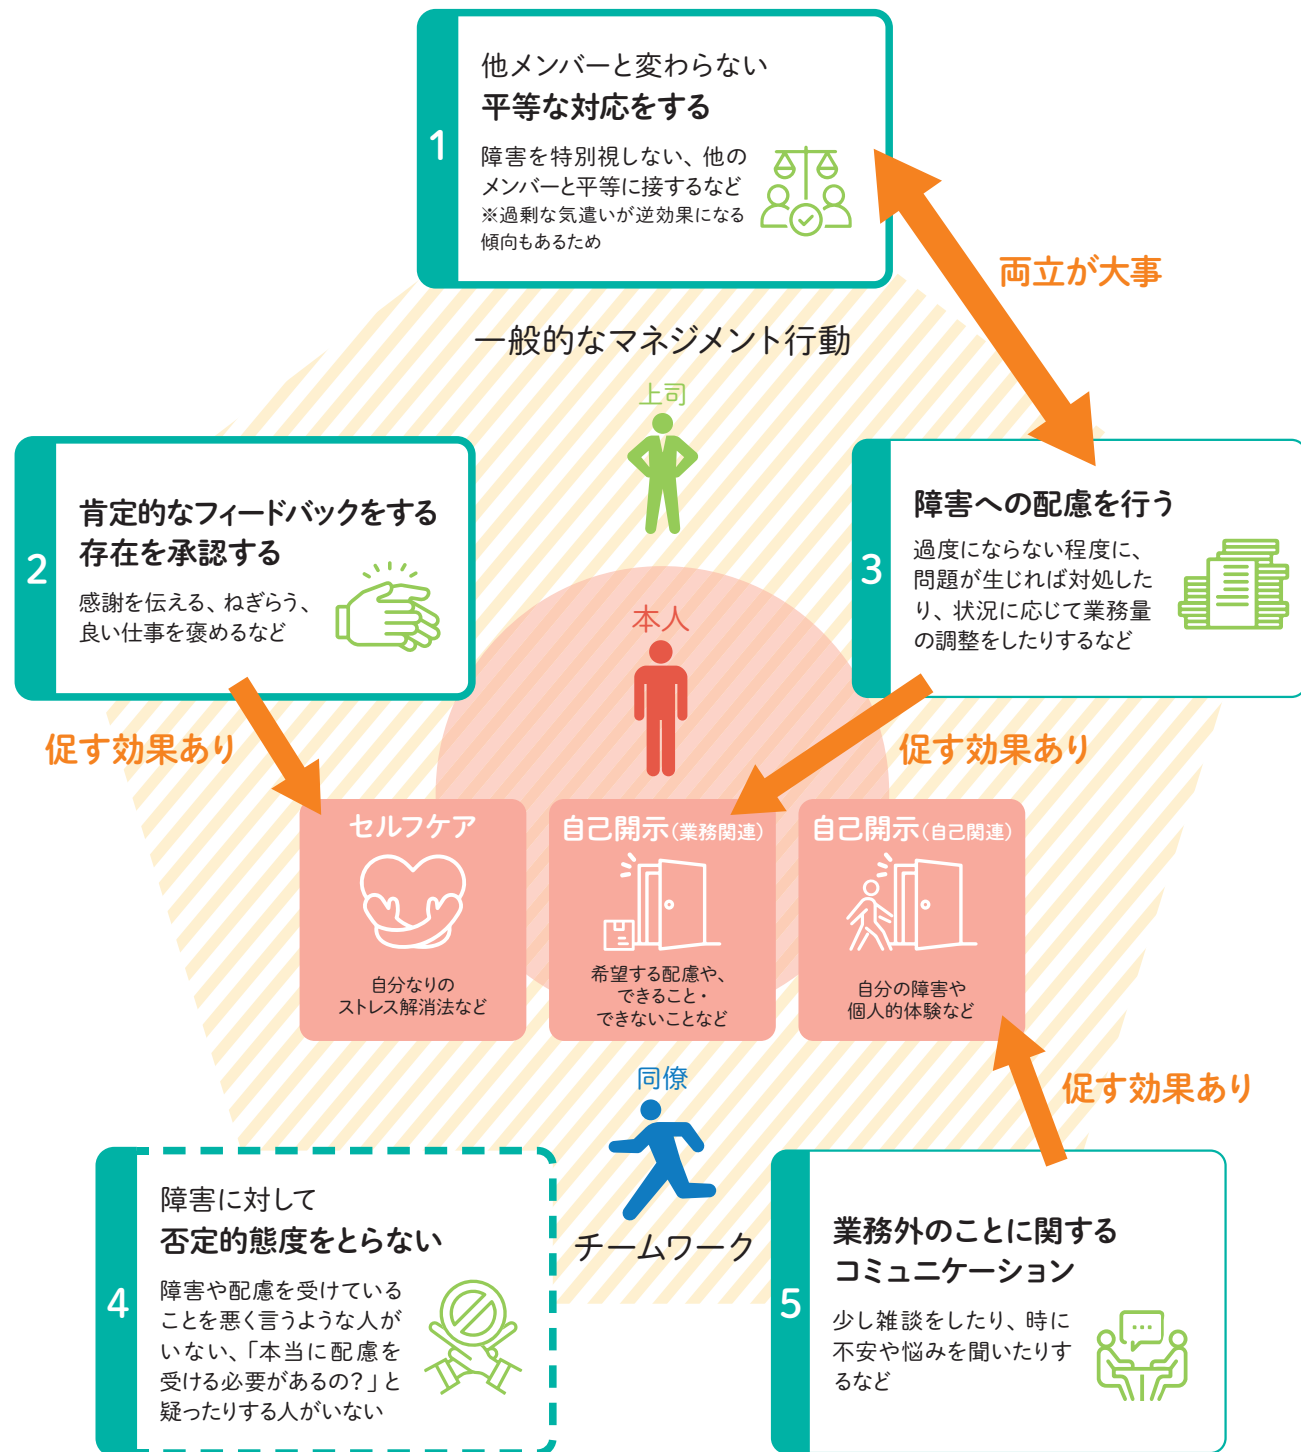 1
他メンバーと変わらない
平等な対応をする
障害を特別視しない、他の
メンバーと平等に接するなど
※過剰な気遣いが逆効果になる
傾向もあるため
両立が大事
一般的なマネジメント行動
上司
2
肯定的なフィードバックをする
存在を承認する
感謝を伝える、ねぎらう、
良い仕事を褒めるなど
3
障害への配慮を行う
過度にならない程度に、
問題が生じれば対処した
り、状況に応じて業務量
の調整をしたりするなど
本人
促す効果あり
促す効果あり
セルフケア
自分なりの
ストレス解消法など
自己開示(業務関連)
希望する配慮や、
できること・
できないことなど
自己開示(自己関連)
自分の障害や
個人的体験など
同僚
促す効果あり
チームワーク
4
障害に対して
否定的態度をとらない
障害や配慮を受けている
ことを悪く言うような人が
いない、「本当に配慮を
受ける必要があるの?」と
疑ったりする人がいない
5
業務外のことに関する
コミュニケーション
少し雑談をしたり、時に
不安や悩みを聞いたりす
るなど